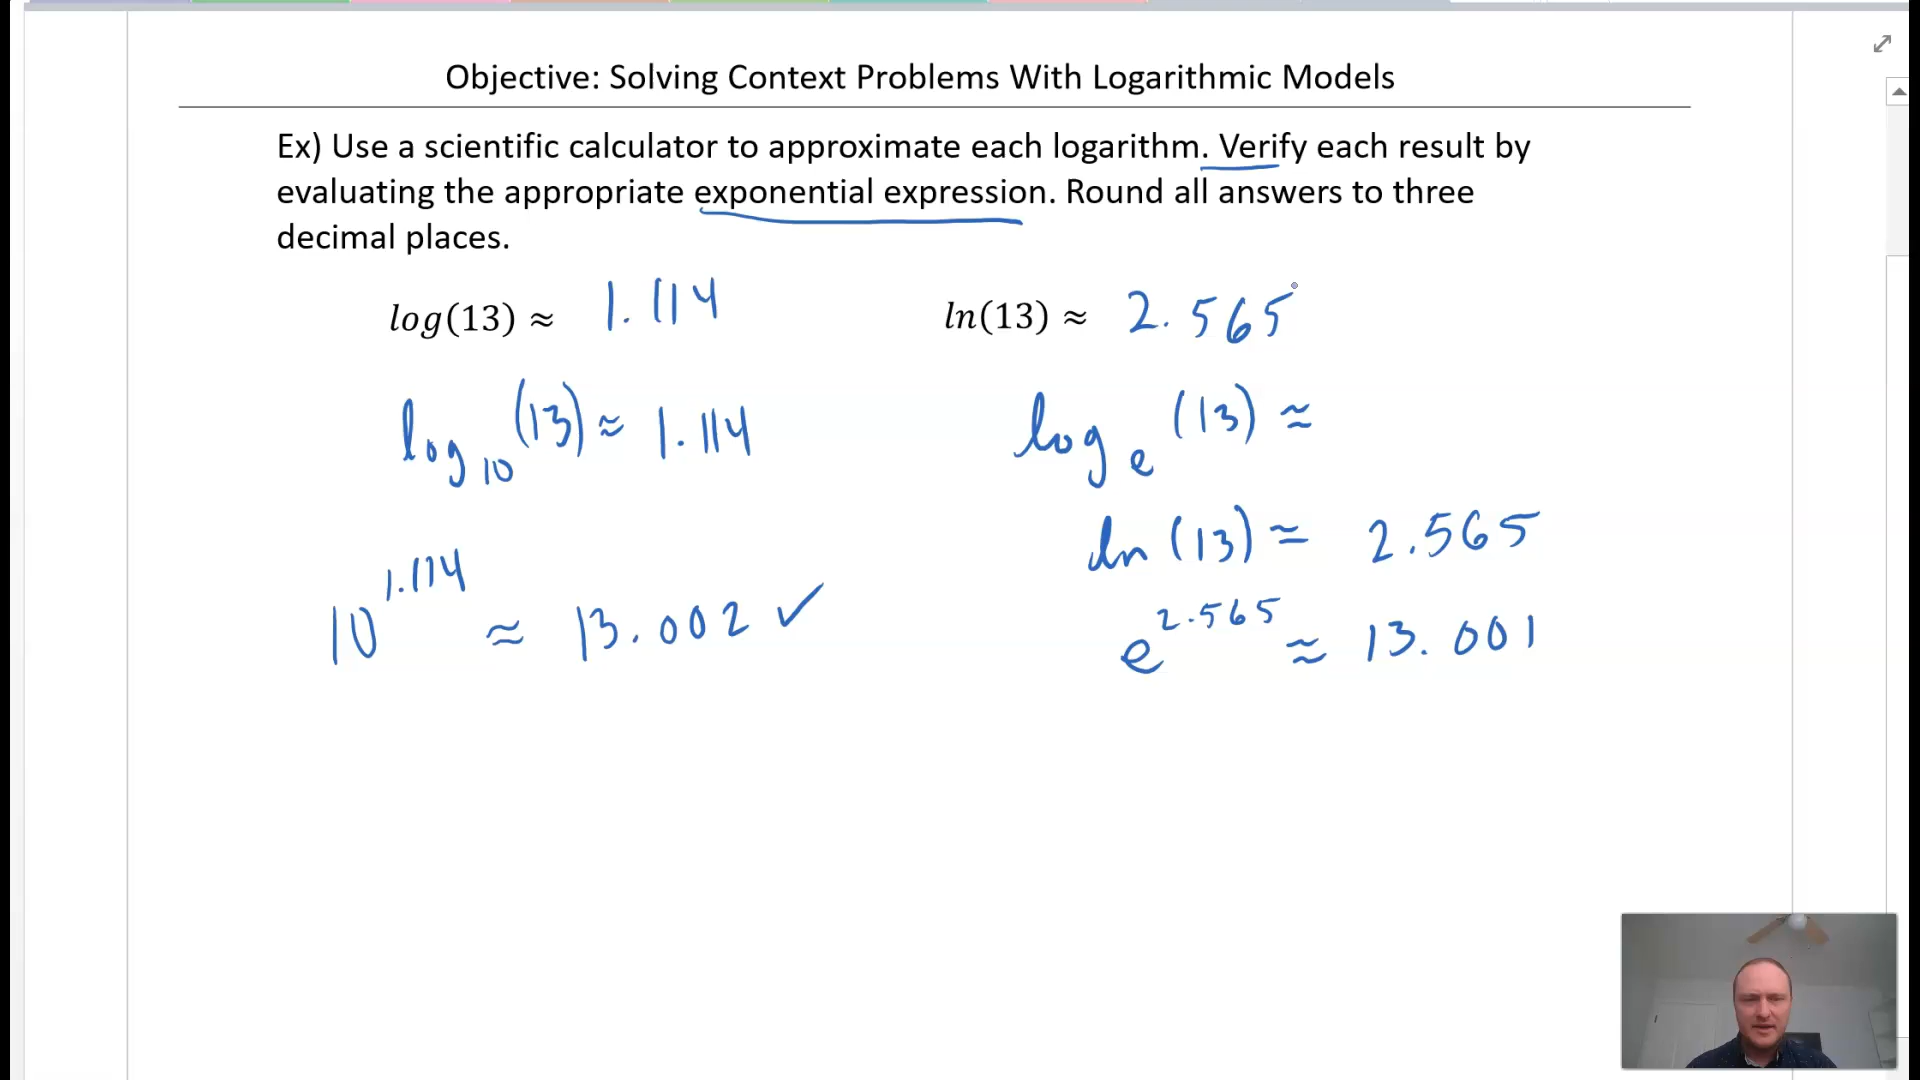 Objective: Solving Context Problems With Logarithmic Models
Ex) Use a scientific calculator to approximate each logarithm. Verify each result by
evaluating the appropriate exponential expression. Round all answers to three
decimal places.
log(13) ≈ 1.114
ln(13) ≈ 2.565
log₁₀(13) ≈ 1.114
logₑ(13) ≈
ln(13) ≈ 2.565
10^1.114 ≈ 13.002 ✓
e^2.565 ≈ 13.001